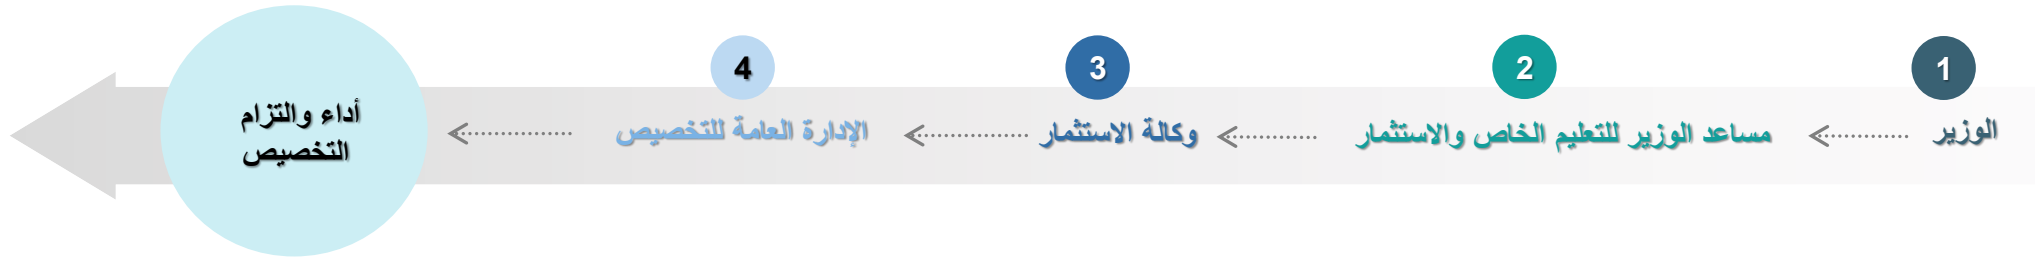 1
الوزير
2
مساعد الوزير للتعليم الخاص والاستثمار
3
وكالة الاستثمار
4
الإدارة العامة للتخصيص
أداء والتزام
التخصيص